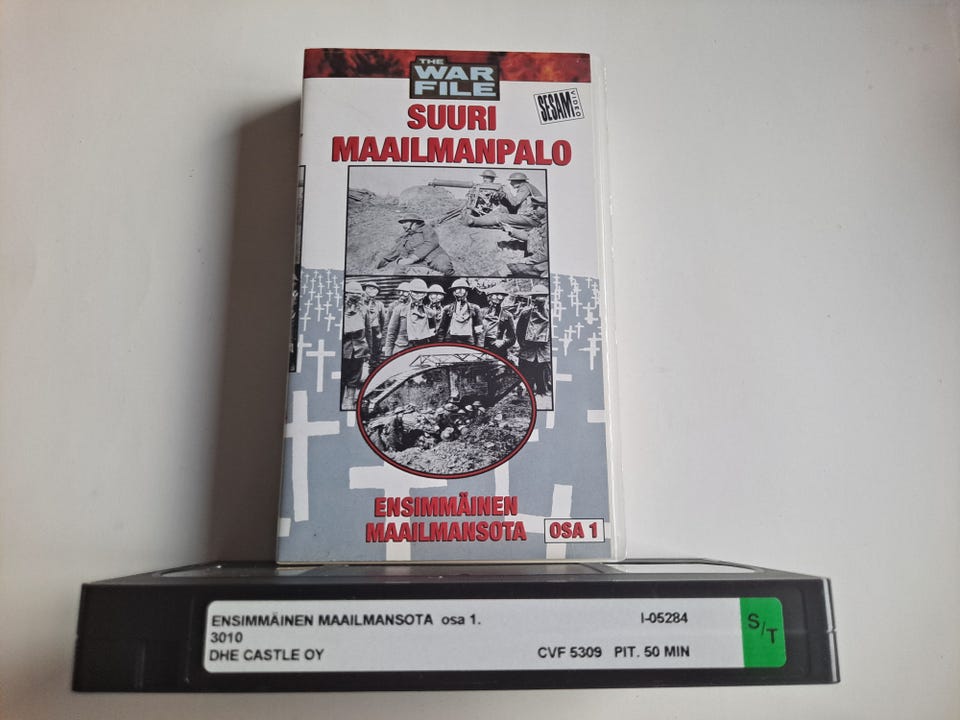 THE
WAR
FILE
SESAM
VIDEO
SUURI
MAAILMANPALO
ENSIMMÄINEN
MAAILMANSOTA
OSA 1
ENSIMMÄINEN MAAILMANSOTA osa 1.
I-05284
3010
DHE CASTLE OY
CVF 5309 PIT. 50 MIN
S/T